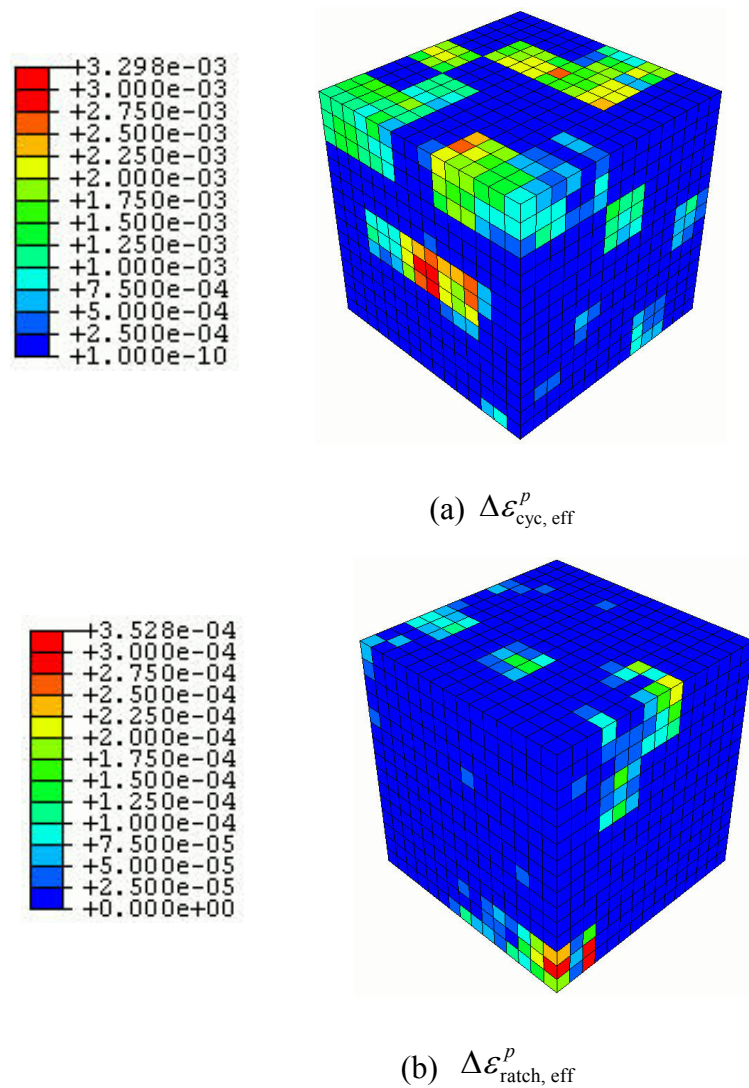 +3.298e-03
+3.000e-03
+2.750e-03
+2.500e-03
+2.250e-03
+2.000e-03
+1.750e-03
+1.500e-03
+1.250e-03
+1.000e-03
+7.500e-04
+5.000e-04
+2.500e-04
+1.000e-10
(a) Δε^p_cyc, eff
+3.528e-04
+3.000e-04
+2.750e-04
+2.500e-04
+2.250e-04
+2.000e-04
+1.750e-04
+1.500e-04
+1.250e-04
+1.000e-04
+7.500e-05
+5.000e-05
+2.500e-05
+0.000e+00
(b) Δε^p_ratch, eff